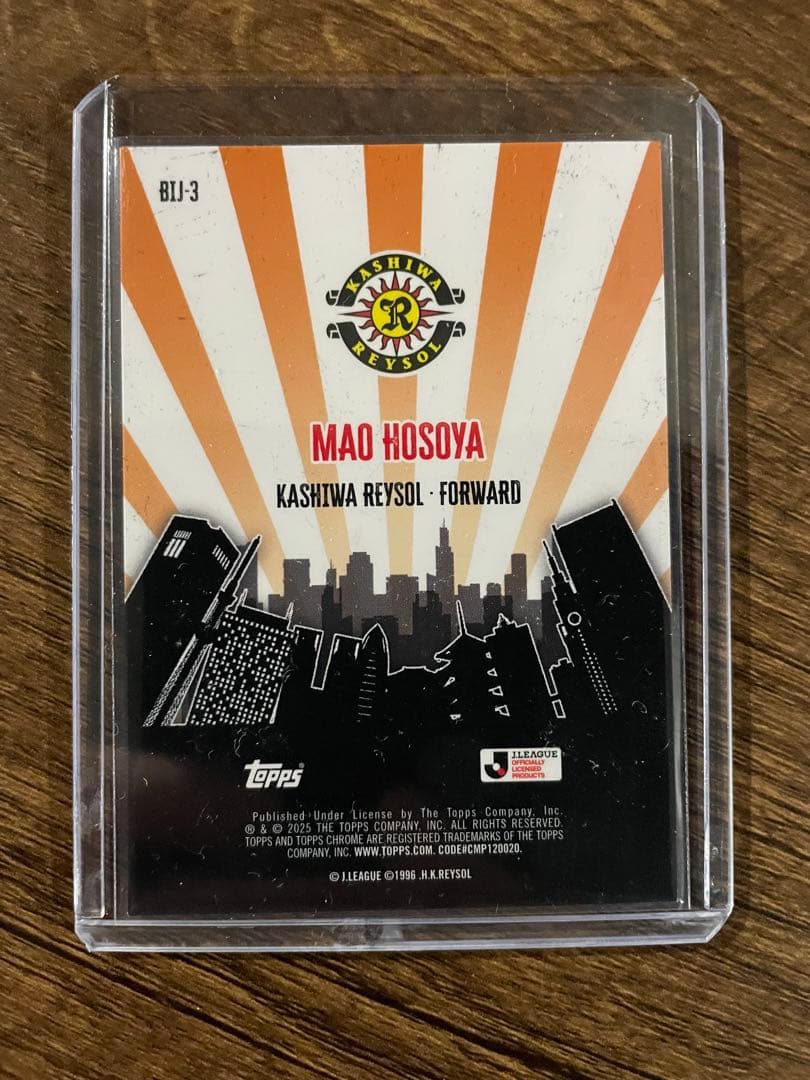 BIJ-3
KASHIWA
R
REYSOL
MAO HOSOYA
KASHIWA REYSOL · FORWARD
topps®
J.LEAGUE
OFFICIALLY
LICENSED
PRODUCTS
Published Under License by The Topps Company, Inc.
® & © 2025 THE TOPPS COMPANY, INC. ALL RIGHTS RESERVED.
TOPPS AND TOPPS CHROME ARE REGISTERED TRADEMARKS OF THE TOPPS
COMPANY, INC. WWW.TOPPS.COM. CODE#CMP120020.
© J.LEAGUE ©1996 .H.K.REYSOL